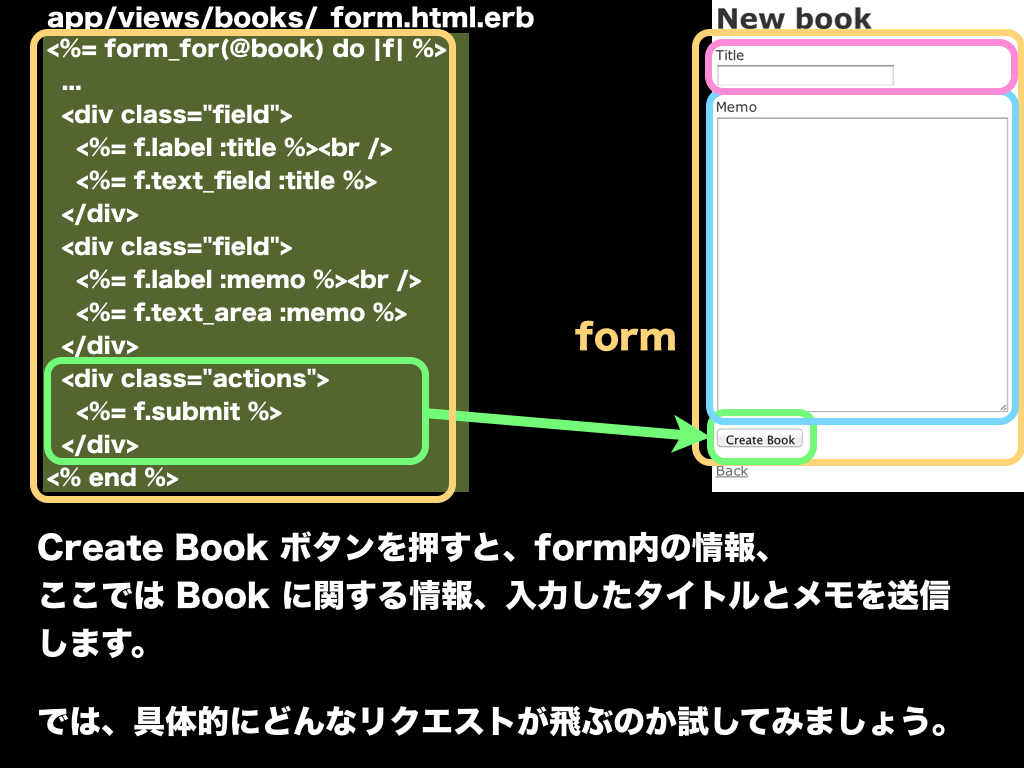 app/views/books/_form.html.erb
<%= form_for(@book) do |f| %>
...
<div class="field">
<%= f.label :title %><br />
<%= f.text_field :title %>
</div>
<div class="field">
<%= f.label :memo %><br />
<%= f.text_area :memo %>
</div>
<div class="actions">
<%= f.submit %>
</div>
<% end %>
form
New book
Title
Memo
Create Book
Back
Create Book ボタンを押すと、form内の情報、
ここでは Book に関する情報、入力したタイトルとメモを送信
します。
では、具体的にどんなリクエストが飛ぶのか試してみましょう。